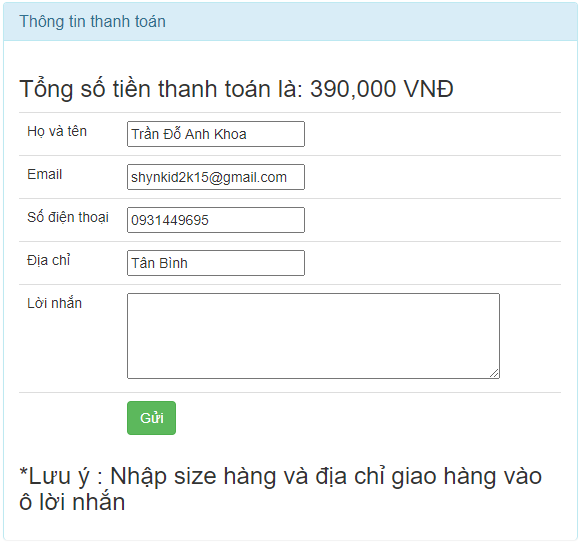 Thông tin thanh toán
Tổng số tiền thanh toán là: 390,000 VNĐ
Họ và tên
Trần Đỗ Anh Khoa
Email
shynkid2k15@gmail.com
Số điện thoại
0931449695
Địa chỉ
Tân Bình
Lời nhắn
Gửi
*Lưu ý : Nhập size hàng và địa chỉ giao hàng vào
ô lời nhắn